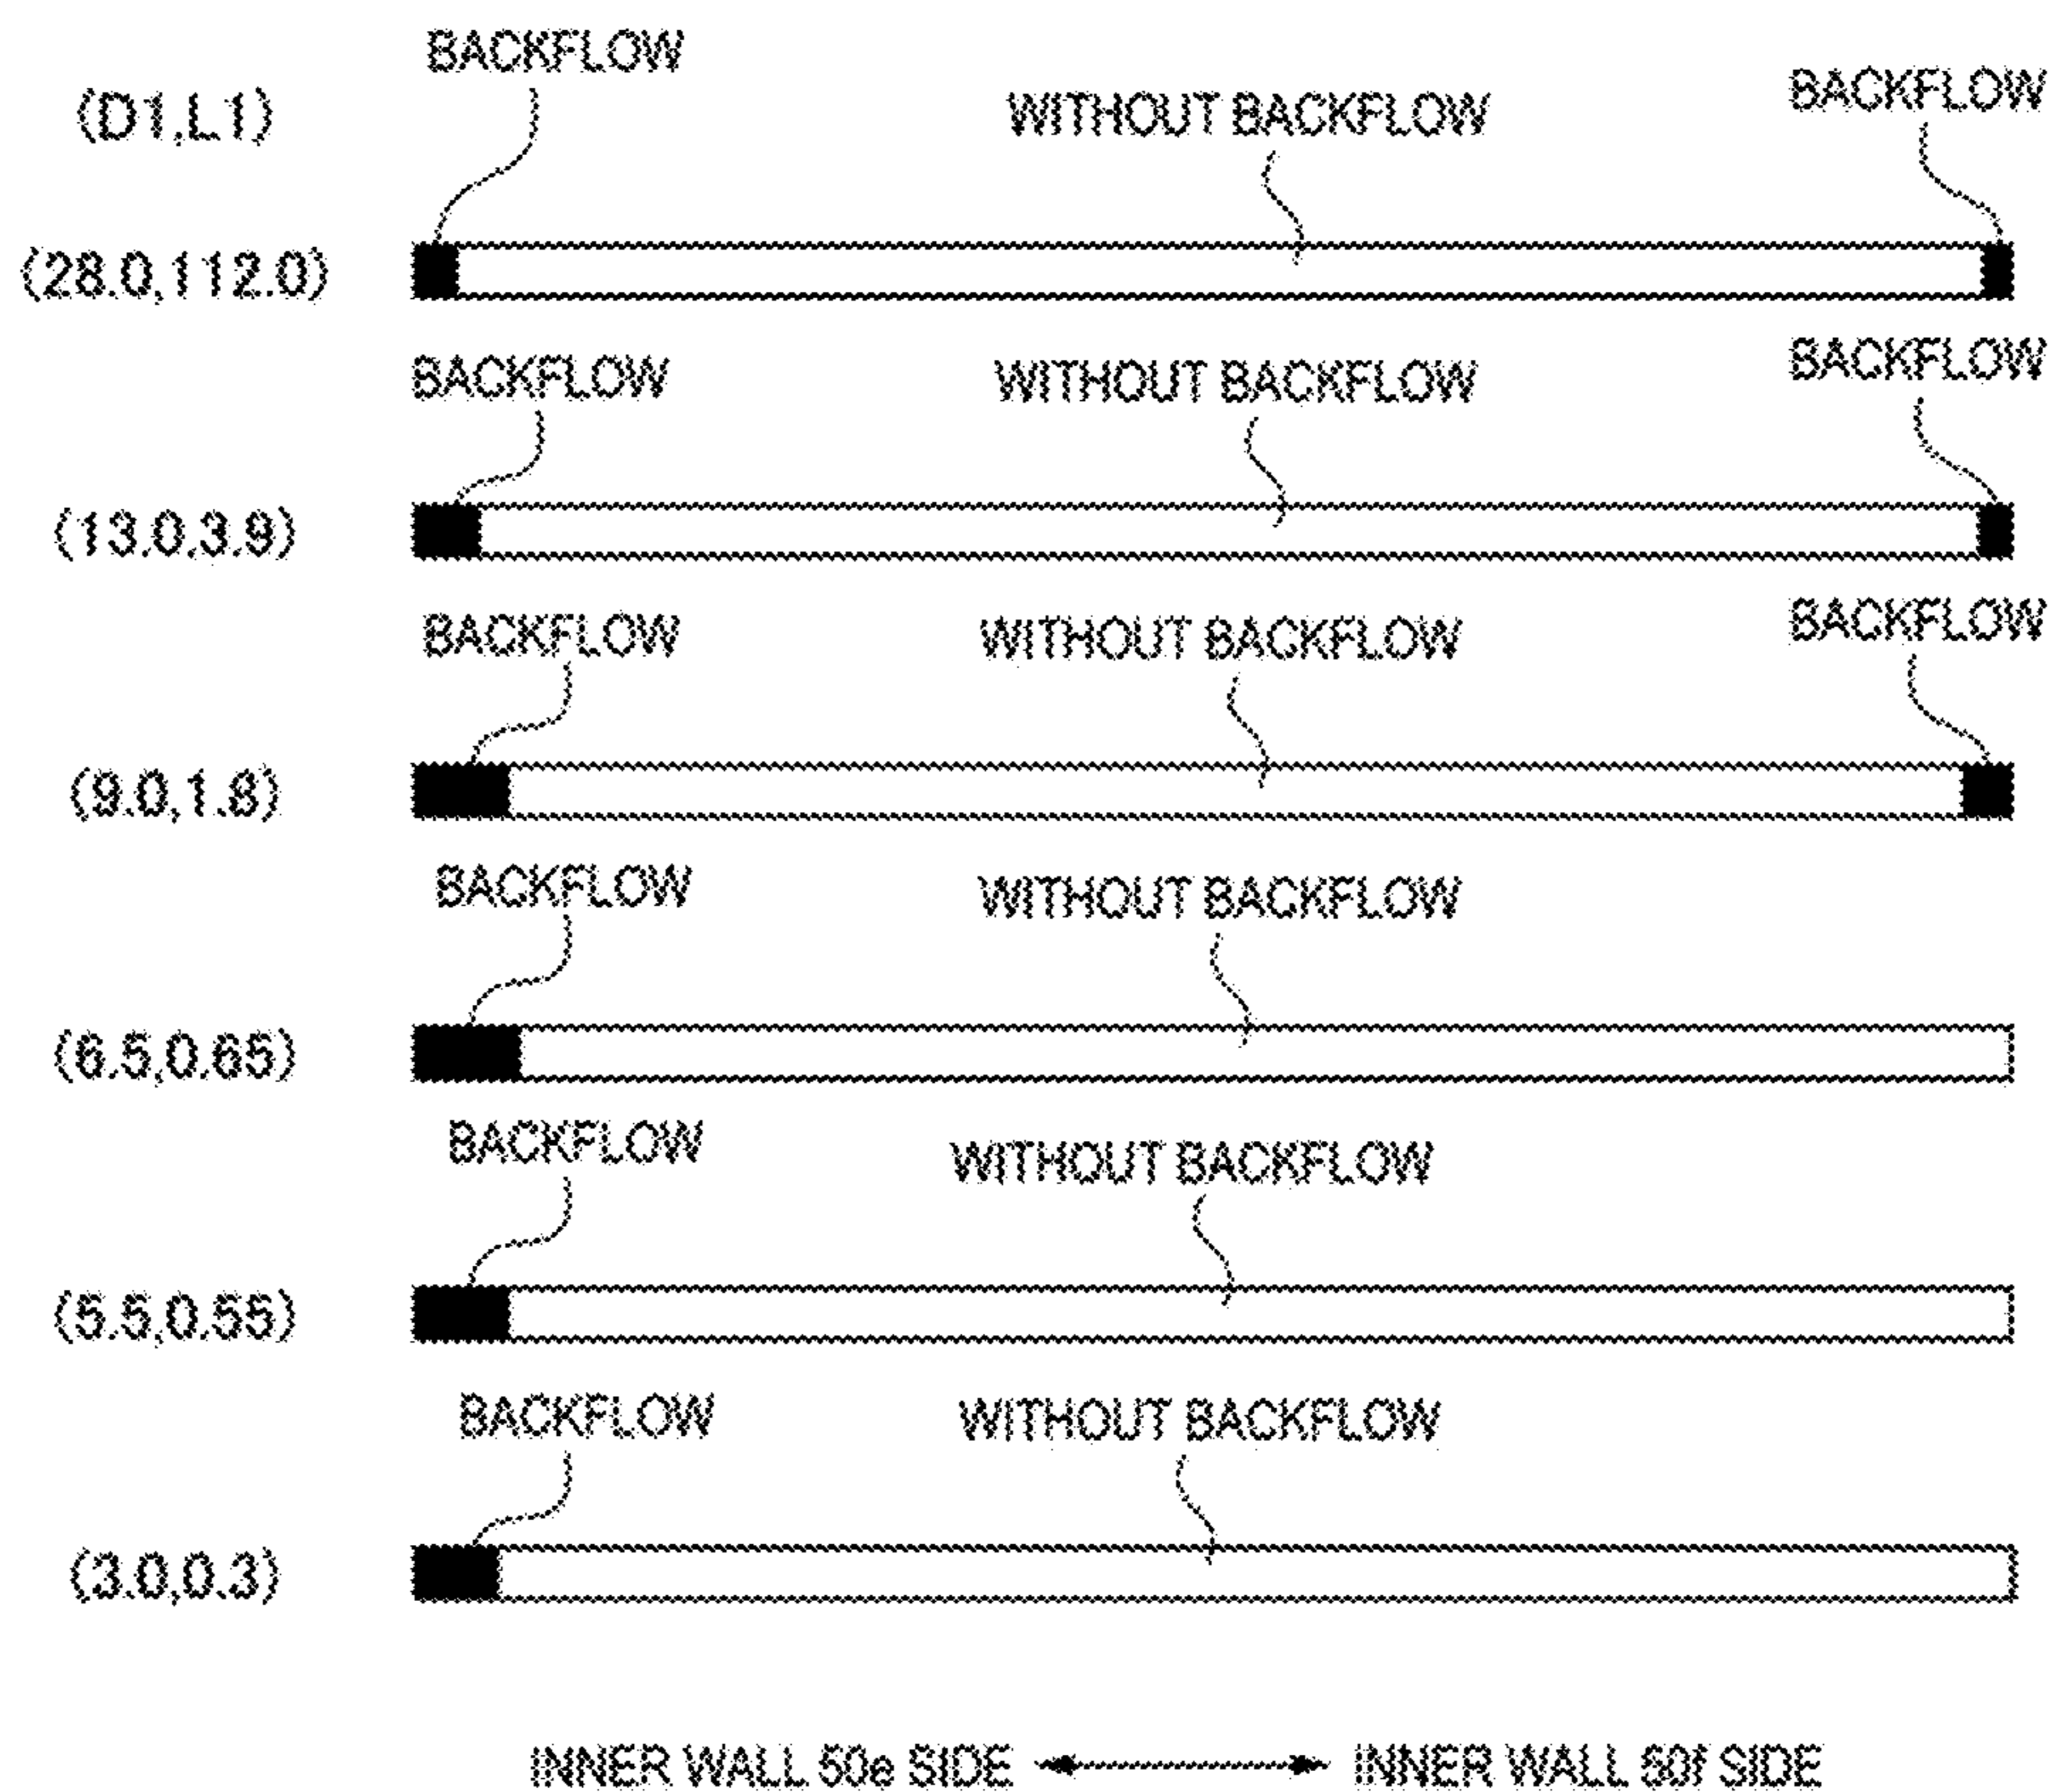 BACKFLOW
(D1,L1) WITHOUT BACKFLOW BACKFLOW
(28.0,112.0)
BACKFLOW WITHOUT BACKFLOW BACKFLOW
(13.0,3.9)
BACKFLOW WITHOUT BACKFLOW BACKFLOW
(9.0,1.8)
BACKFLOW WITHOUT BACKFLOW
(6.5,0.65)
BACKFLOW WITHOUT BACKFLOW
(5.5,0.55)
BACKFLOW WITHOUT BACKFLOW
(3.0,0.3)
INNER WALL 50e SIDE INNER WALL 50f SIDE